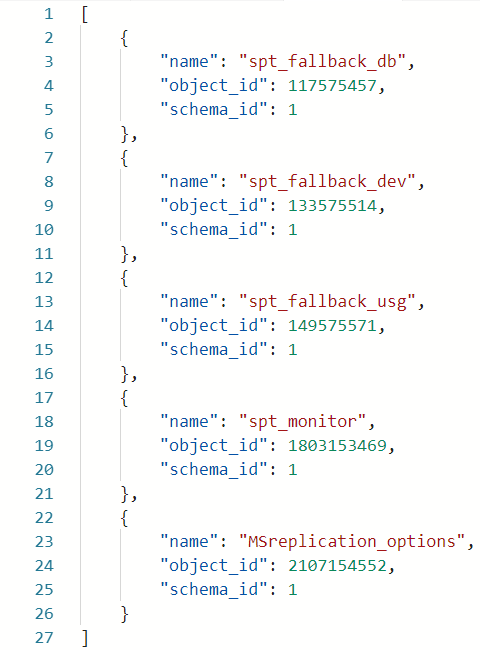 1 [
2 {
3 "name": "spt_fallback_db",
4 "object_id": 117575457,
5 "schema_id": 1
6 },
7 {
8 "name": "spt_fallback_dev",
9 "object_id": 133575514,
10 "schema_id": 1
11 },
12 {
13 "name": "spt_fallback_usg",
14 "object_id": 149575571,
15 "schema_id": 1
16 },
17 {
18 "name": "spt_monitor",
19 "object_id": 1803153469,
20 "schema_id": 1
21 },
22 {
23 "name": "MSreplication_options",
24 "object_id": 2107154552,
25 "schema_id": 1
26 }
27 ]